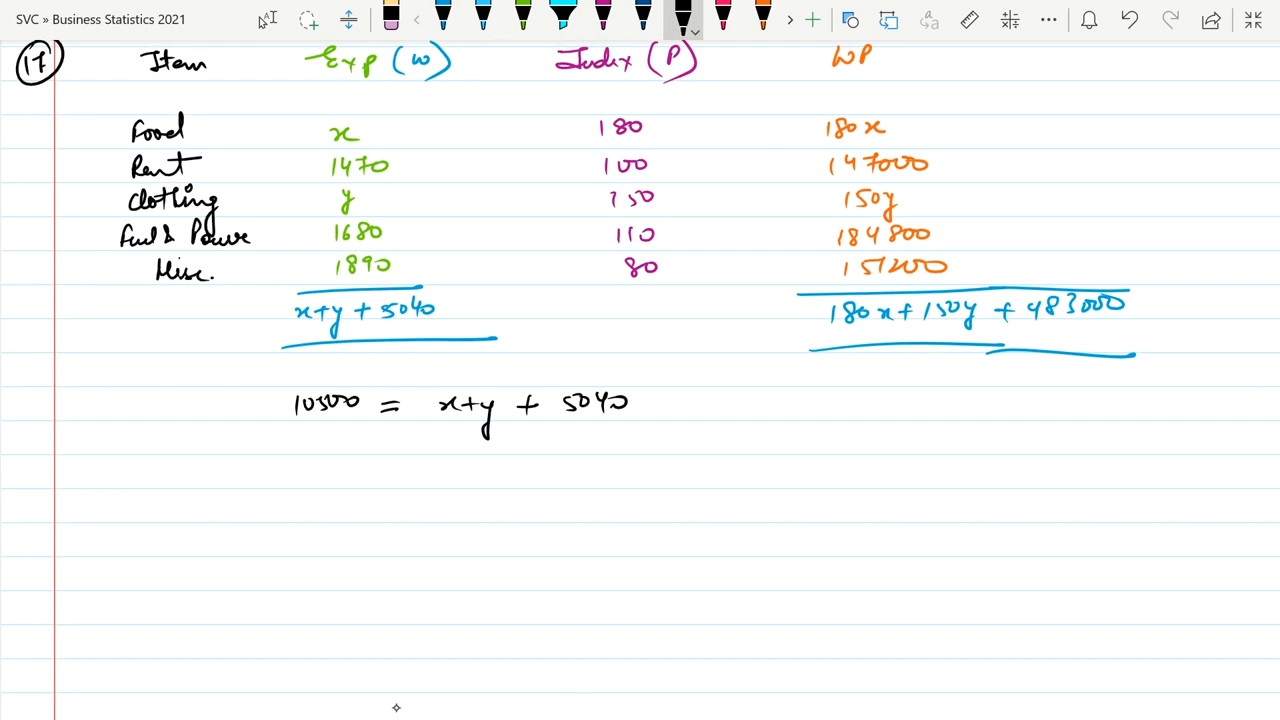 SVC » Business Statistics 2021
17 Item Exp (w) Index (P) WP
Food x 180 180x
Rent 1470 100 147000
Clothing y 150 150y
Fuel & Power 1680 110 184800
Misc. 1890 80 151200
x+y + 5040 180x + 150y + 483000
10500 = x+y + 5040